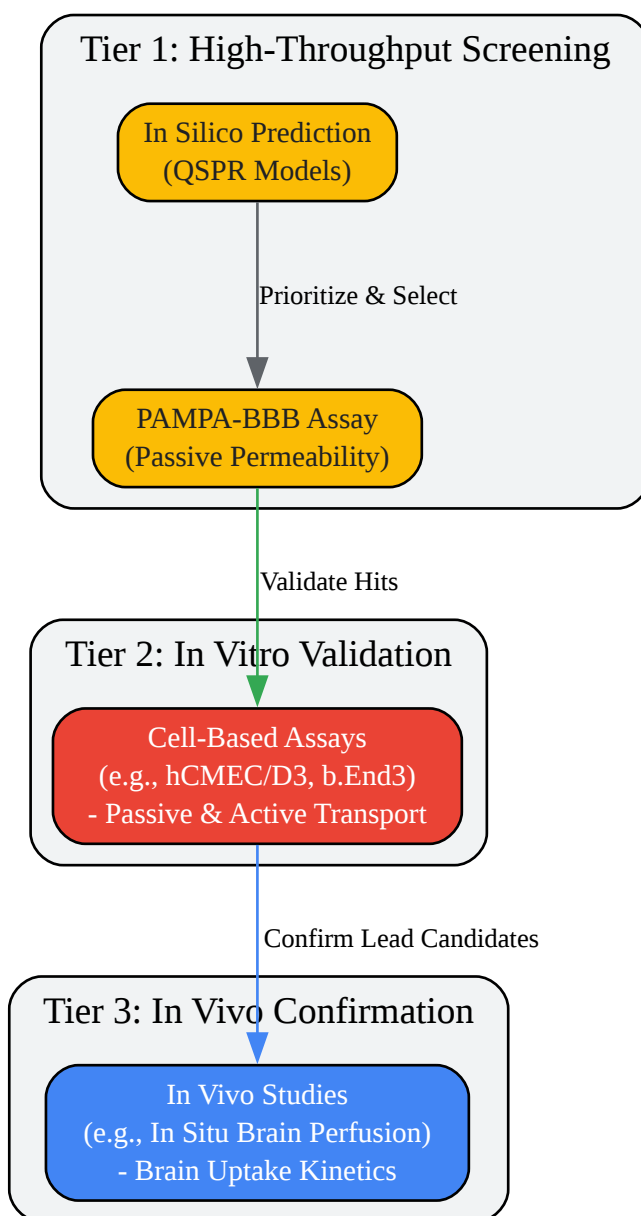 Tier 1: High-Throughput Screening
In Silico Prediction
(QSPR Models)
Prioritize & Select
PAMPA-BBB Assay
(Passive Permeability)
Validate Hits
Tier 2: In Vitro Validation
Cell-Based Assays
(e.g., hCMEC/D3, b.End3)
- Passive & Active Transport
Confirm Lead Candidates
Tier 3: In Vivo Confirmation
In Vivo Studies
(e.g., In Situ Brain Perfusion)
- Brain Uptake Kinetics